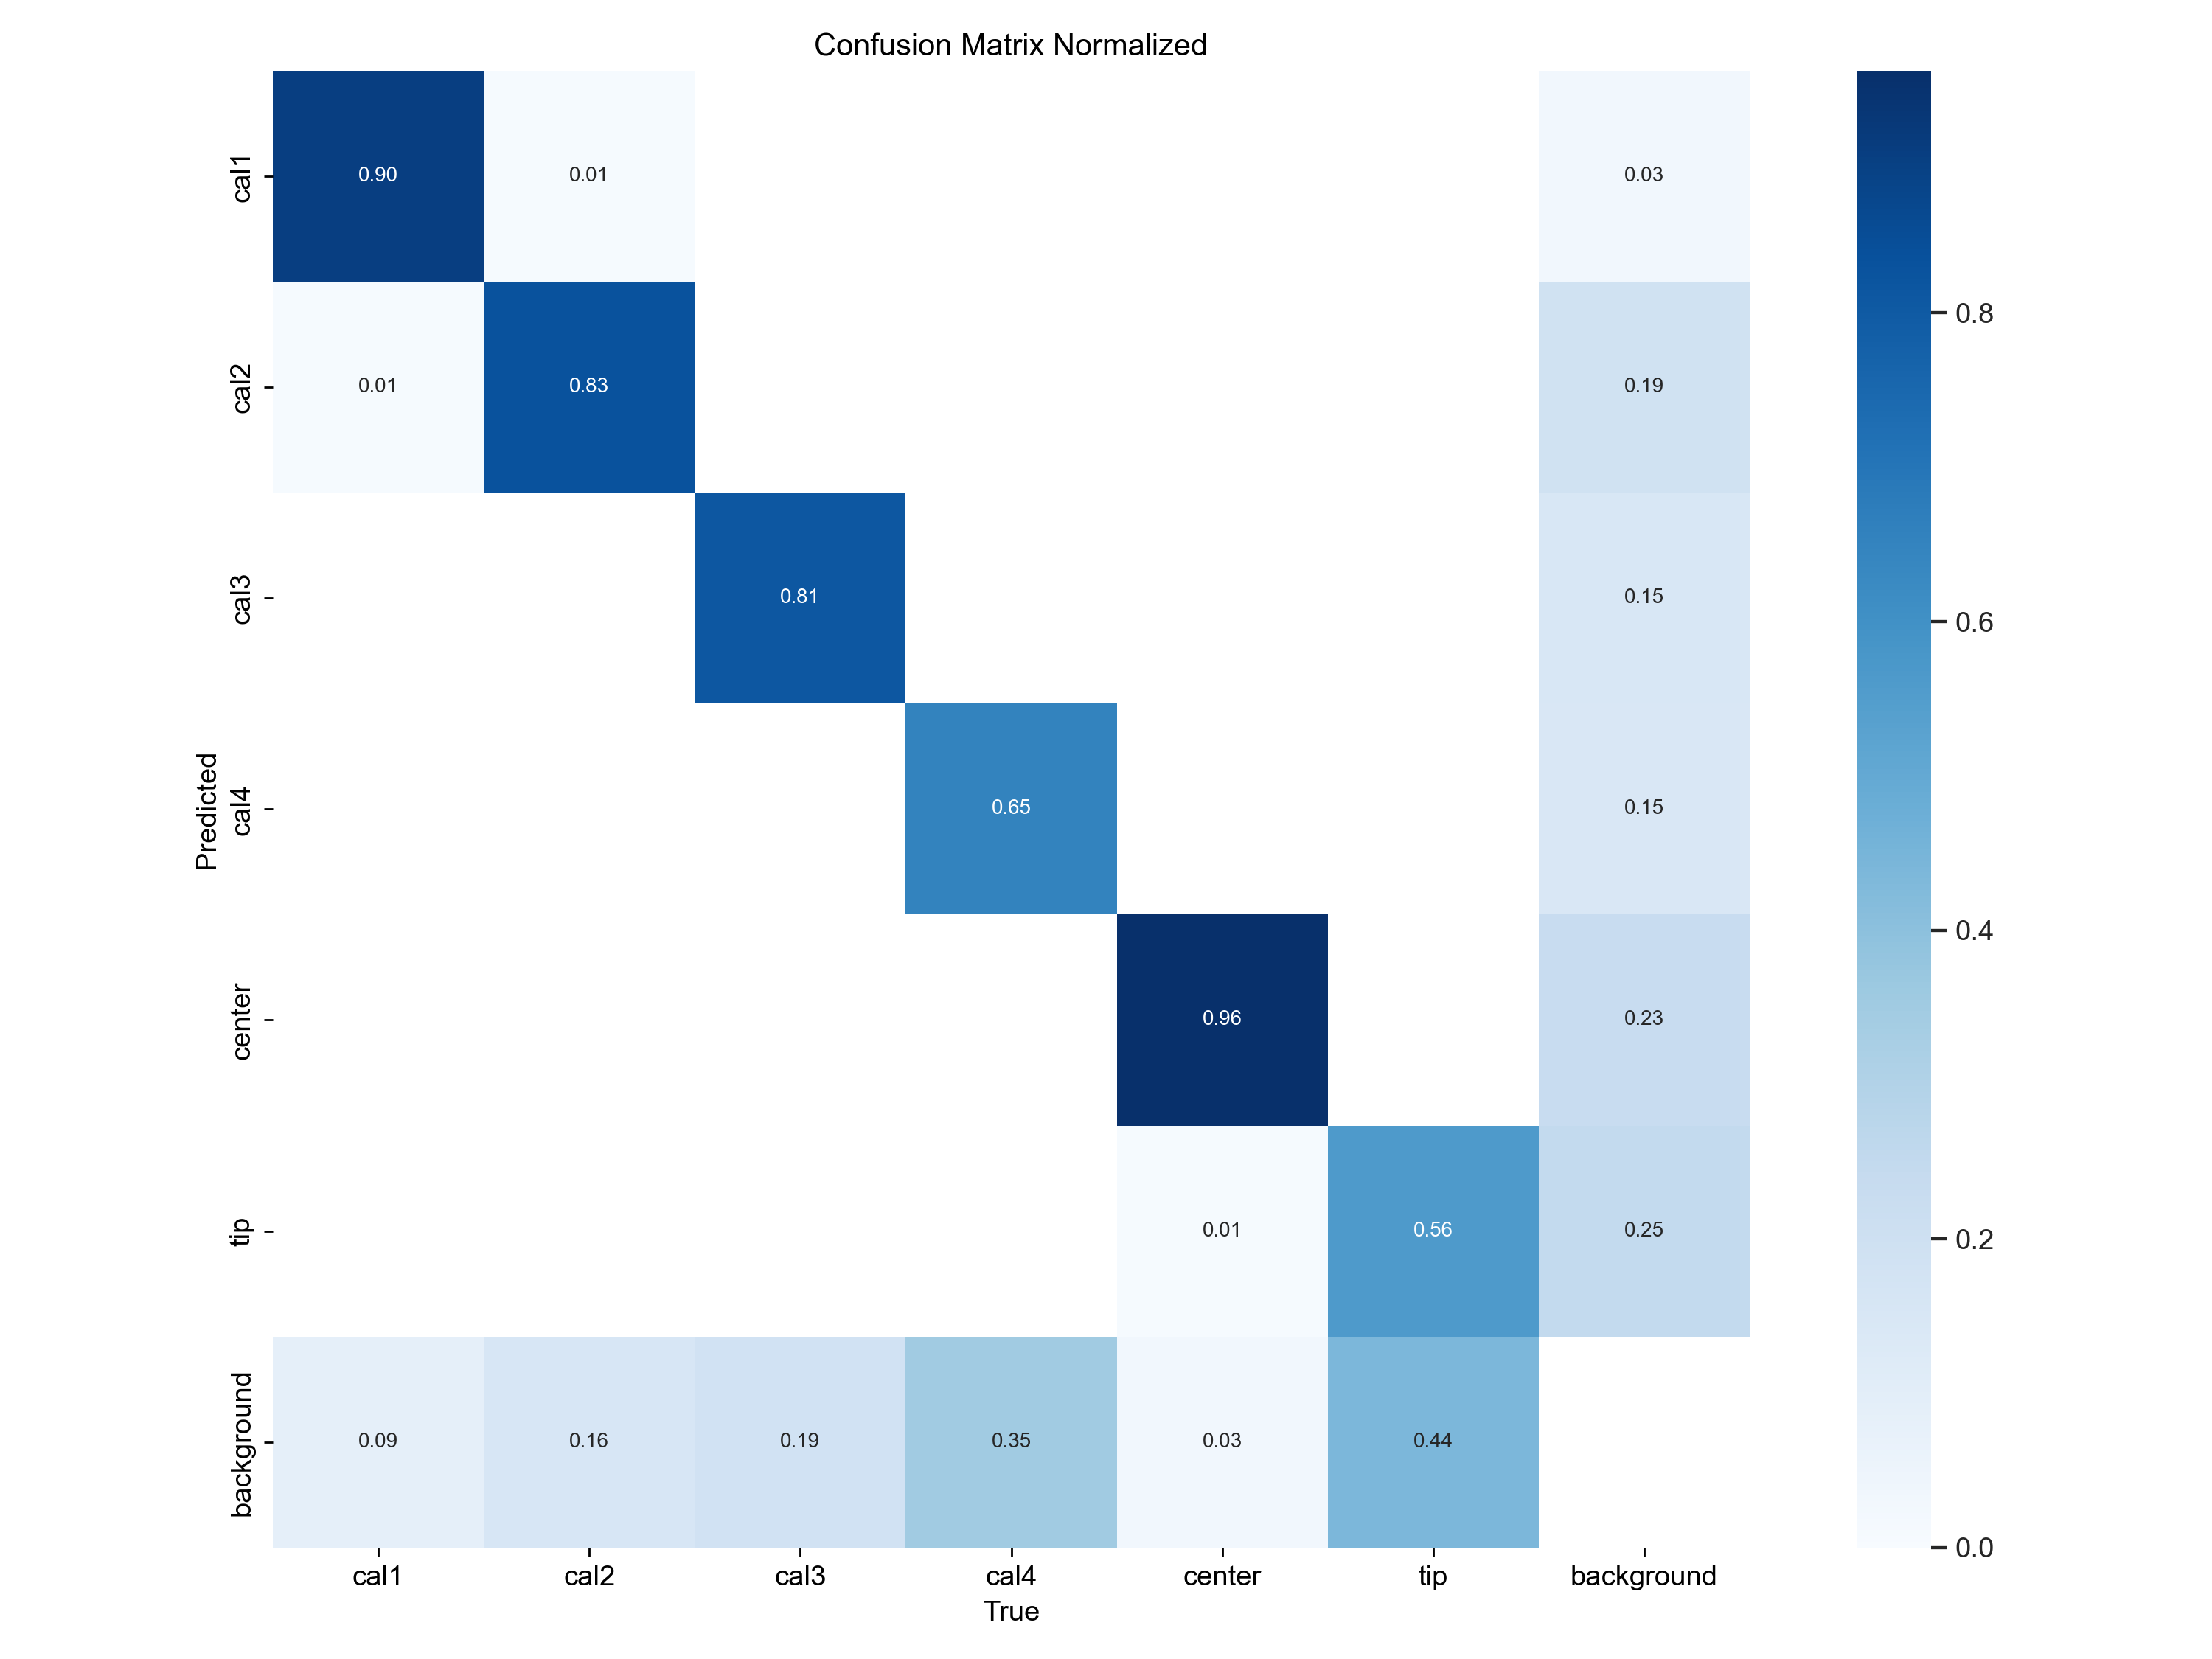 Confusion Matrix Normalized
cal1
0.90
0.01
0.03
cal2
0.01
0.83
0.19
cal3
0.81
0.15
cal4
0.65
0.15
center
0.96
0.23
tip
0.01
0.56
0.25
background
0.09
0.16
0.19
0.35
0.03
0.44
Predicted
cal1
cal2
cal3
cal4
center
tip
background
True
0.8
0.6
0.4
0.2
0.0